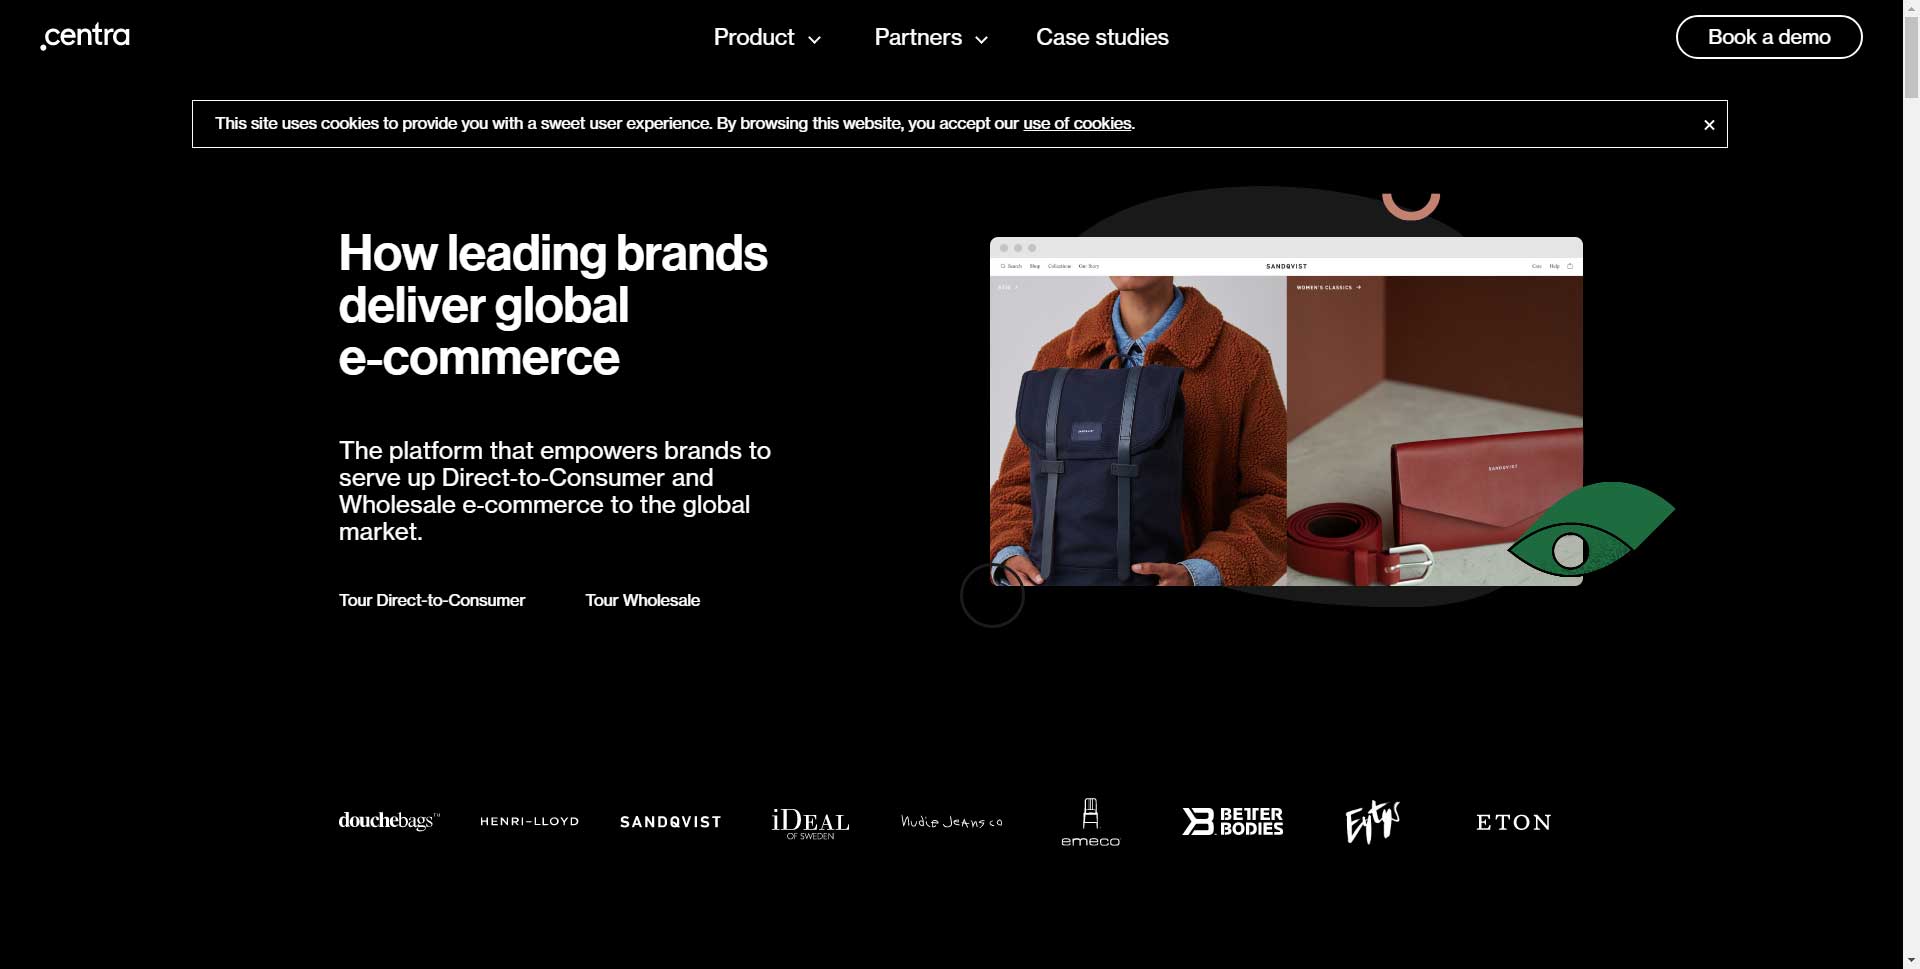 .centra
Product
Partners
Case studies
Book a demo
This site uses cookies to provide you with a sweet user experience. By browsing this website, you accept our use of cookies.
How leading brands
deliver global
e-commerce
The platform that empowers brands to
serve up Direct-to-Consumer and
Wholesale e-commerce to the global
market.
Tour Direct-to-Consumer
Tour Wholesale
Search Shop Collections Our Story
SANDQVIST
Help
WOMEN'S CLASSICS →
SANDQVIST
douchebags™
HENRI-LLOYD
SANDQVIST
iDEAL
OF SWEDEN
Nudie Jeans co
emeco
BETTER
BODIES
Eytys
ETON